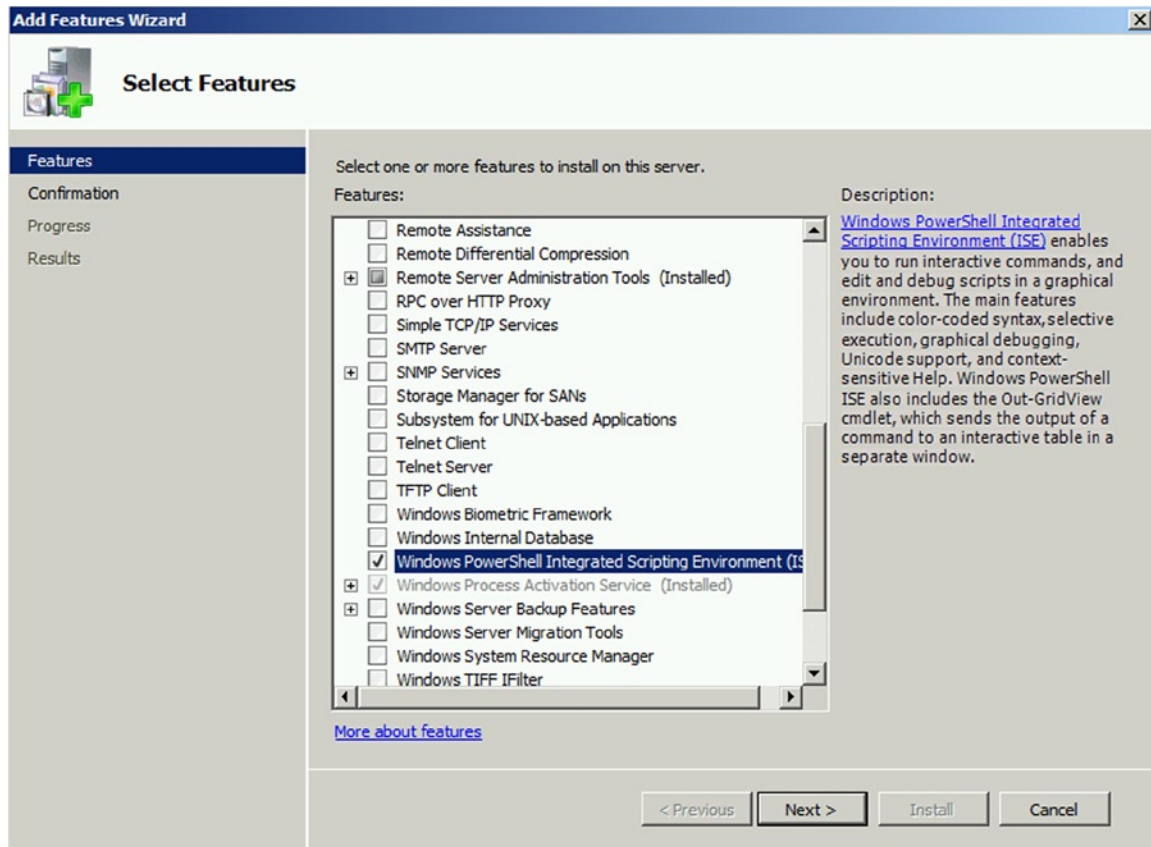 Add Features Wizard
Select Features
Features
Confirmation
Progress
Results
Select one or more features to install on this server.
Features:
Remote Assistance
Remote Differential Compression
Remote Server Administration Tools (Installed)
RPC over HTTP Proxy
Simple TCP/IP Services
SMTP Server
SNMP Services
Storage Manager for SANs
Subsystem for UNIX-based Applications
Telnet Client
Telnet Server
TFTP Client
Windows Biometric Framework
Windows Internal Database
Windows PowerShell Integrated Scripting Environment (IS
Windows Process Activation Service (Installed)
Windows Server Backup Features
Windows Server Migration Tools
Windows System Resource Manager
Windows TIFF IFilter
More about features
Description:
Windows PowerShell Integrated
Scripting Environment (ISE) enables
you to run interactive commands, and
edit and debug scripts in a graphical
environment. The main features
include color-coded syntax, selective
execution, graphical debugging,
Unicode support, and context-
sensitive Help. Windows PowerShell
ISE also includes the Out-GridView
cmdlet, which sends the output of a
command to an interactive table in a
separate window.
< Previous
Next >
Install
Cancel